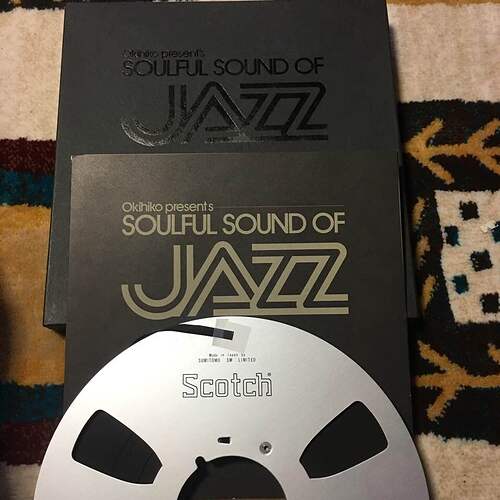 Okihiko present's
SOULFUL SOUND OF
JAZZ
Okihiko presents
SOULFUL SOUND OF
JAZZ
Made in Japan by
SUMITOMO 3M LIMITED
Scotch®